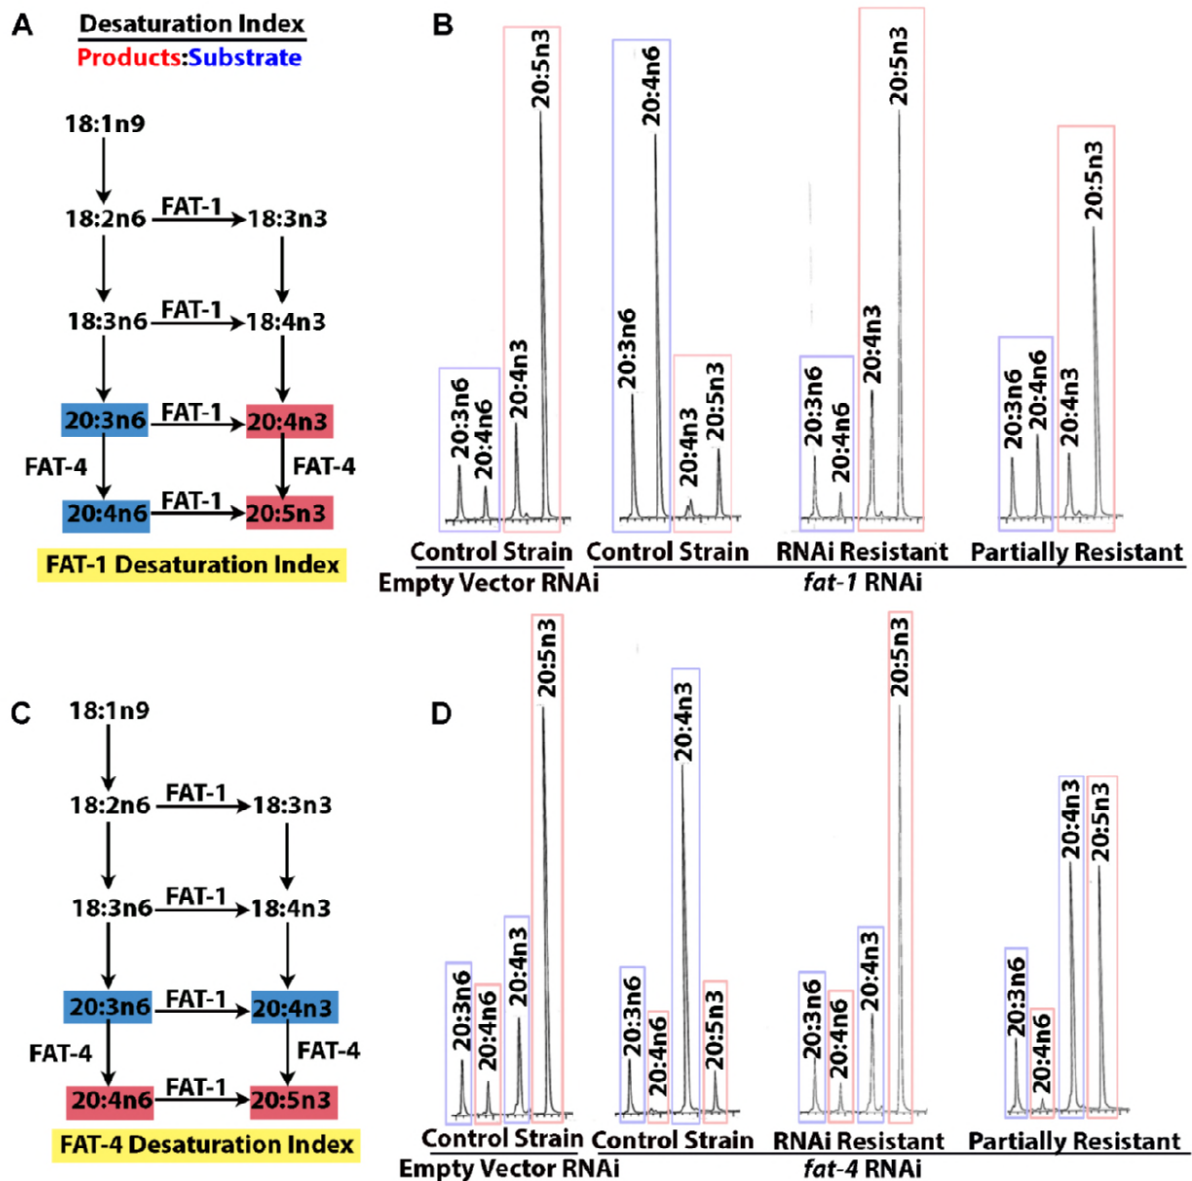 A
Desaturation Index
Products:Substrate
18:1n9
18:2n6 FAT-1 18:3n3
18:3n6 FAT-1 18:4n3
20:3n6 FAT-1 20:4n3
FAT-4 FAT-4
20:4n6 FAT-1 20:5n3
FAT-1 Desaturation Index
B
20:3n6 20:4n6 20:4n3 20:5n3
20:3n6 20:4n6 20:4n3 20:5n3
20:3n6 20:4n6 20:4n3 20:5n3
20:3n6 20:4n6 20:4n3 20:5n3
Control Strain Control Strain RNAi Resistant Partially Resistant
Empty Vector RNAi fat-1 RNAi
C
18:1n9
18:2n6 FAT-1 18:3n3
18:3n6 FAT-1 18:4n3
20:3n6 FAT-1 20:4n3
FAT-4 FAT-4
20:4n6 FAT-1 20:5n3
FAT-4 Desaturation Index
D
20:3n6 20:4n6 20:4n3 20:5n3
20:3n6 20:4n6 20:4n3 20:5n3
20:3n6 20:4n6 20:4n3 20:5n3
20:3n6 20:4n6 20:4n3 20:5n3
Control Strain Control Strain RNAi Resistant Partially Resistant
Empty Vector RNAi fat-4 RNAi